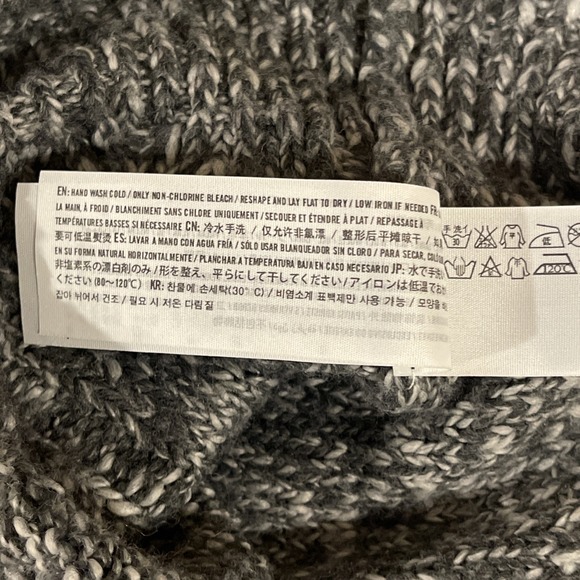 EN: HAND WASH COLD / ONLY NON-CHLORINE BLEACH / RESHAPE AND LAY FLAT TO DRY / LOW IRON IF NEEDED FR:
LA MAIN, À FROID / BLANCHIMENT SANS CHLORE UNIQUEMENT / SECOUER ET ÉTENDRE À PLAT / REPASSAGE À
TEMPÉRATURES BASSES SI NÉCESSAIRE CN: 冷水手洗 / 仅允许非氯漂 / 整形后平摊晾干 /
要可低温熨烫 ES: LAVAR A MANO CON AGUA FRÍA / SÓLO USAR BLANQUEADOR SIN CLORO / PARA SECAR,
EN SU FORMA NATURAL HORIZONTALMENTE / PLANCHAR A TEMPERATURA BAJA EN CASO NECESARIO JP: 水で手洗い
非塩素系の漂白剤のみ / 形を整え、平らにして干してください / アイロンは低温でお
ください (80〜120℃) KR: 찬물에 손세탁(30℃) / 비염소계 표백제만 사용 가능 / 모양을
잡아 뉘어서 건조 / 필요 시 저온 다림질
手洗イ
30
低
120℃